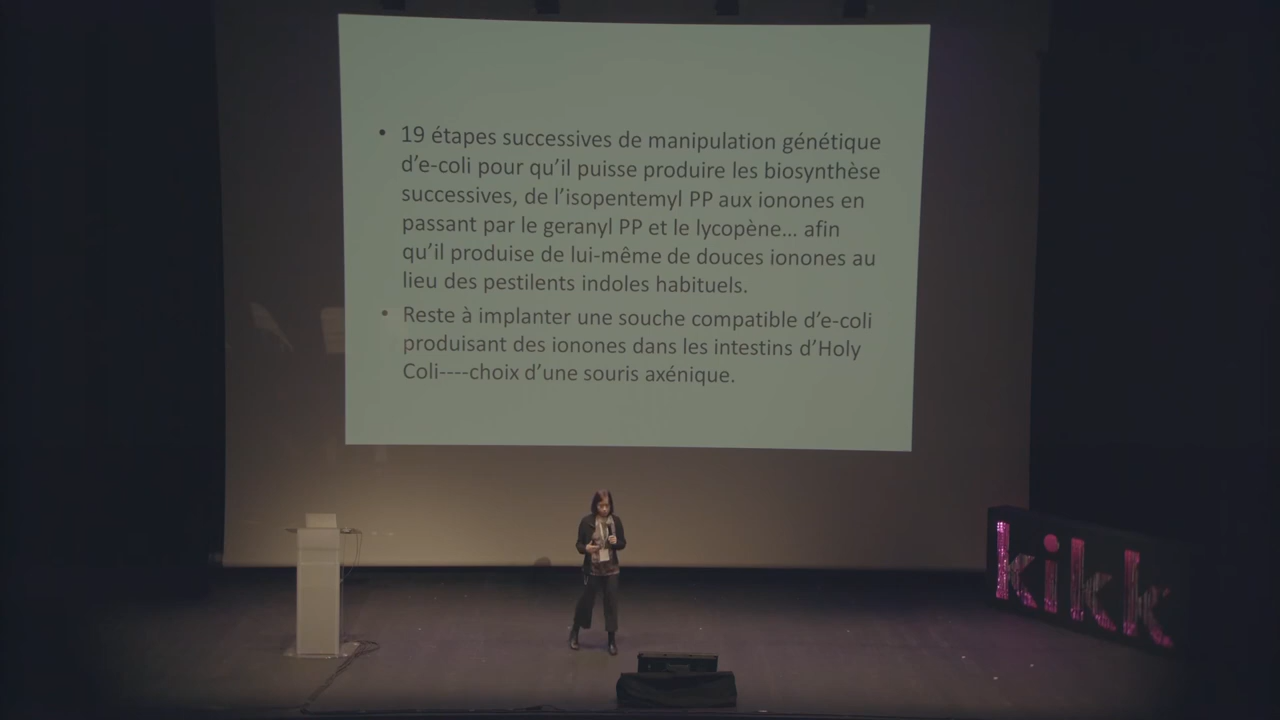 • 19 étapes successives de manipulation génétique
d'e-coli pour qu'il puisse produire les biosynthèse
successives, de l'isopentemyl PP aux ionones en
passant par le geranyl PP et le lycopène... afin
qu'il produise de lui-même de douces ionones au
lieu des pestilents indoles habituels.
• Reste à implanter une souche compatible d'e-coli
produisant des ionones dans les intestins d'Holy
Coli----choix d'une souris axénique.
kikk